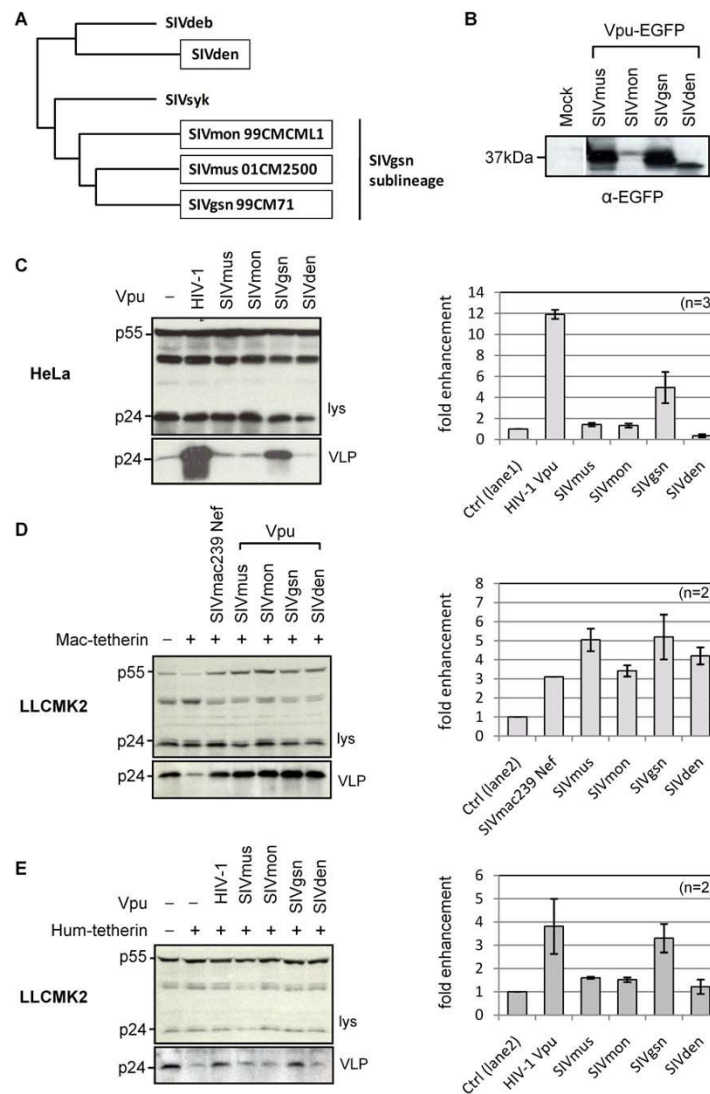 A
SIVdeb
SIVden
SIVsyk
SIVmon 99CMCML1
SIVmus 01CM2500
SIVgsn 99CM71
SIVgsn
sublineage
B
Vpu-EGFP
Mock
SIVmus
SIVmon
SIVgsn
SIVden
37kDa
α-EGFP
C
Vpu
–
HIV-1
SIVmus
SIVmon
SIVgsn
SIVden
HeLa
p55
p24
lys
p24
VLP
fold enhancement
14
12
10
8
6
4
2
0
(n=3
Ctrl (lane1)
HIV-1 Vpu
SIVmus
SIVmon
SIVgsn
SIVden
D
Vpu
SIVmac239 Nef
SIVmus
SIVmon
SIVgsn
SIVden
Mac-tetherin – + + + + + +
LLCMK2
p55
p24
lys
p24
VLP
fold enhancement
8
7
6
5
4
3
2
1
0
(n=2
Ctrl (lane2)
SIVmac239 Nef
SIVmus
SIVmon
SIVgsn
SIVden
E
Vpu
– –
HIV-1
SIVmus
SIVmon
SIVgsn
SIVden
Hum-tetherin – + + + + + +
LLCMK2
p55
p24
lys
p24
VLP
fold enhancement
6
5
4
3
2
1
0
(n=2
Ctrl (lane2)
HIV-1 Vpu
SIVmus
SIVmon
SIVgsn
SIVden